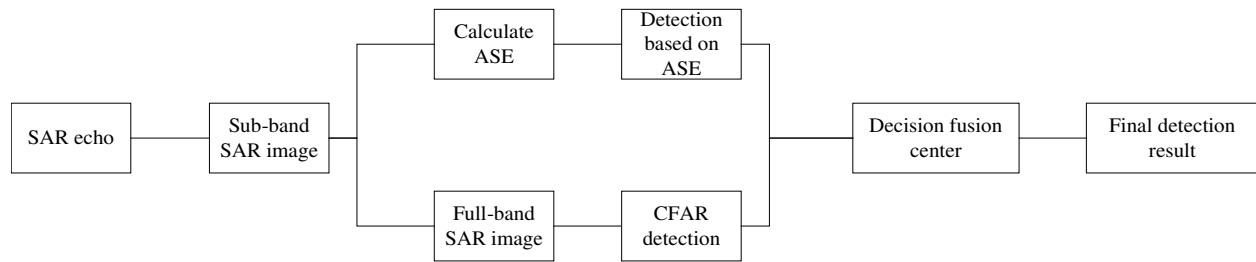 SAR echo
Sub-band
SAR image
Calculate
ASE
Detection
based on
ASE
Full-band
SAR image
CFAR
detection
Decision fusion
center
Final detection
result